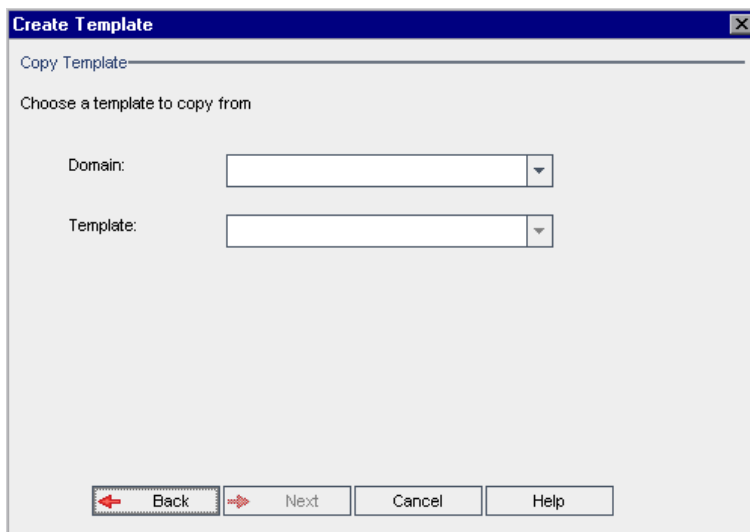 Create Template
Copy Template
Choose a template to copy from
Domain:
Template:
Back
Next
Cancel
Help